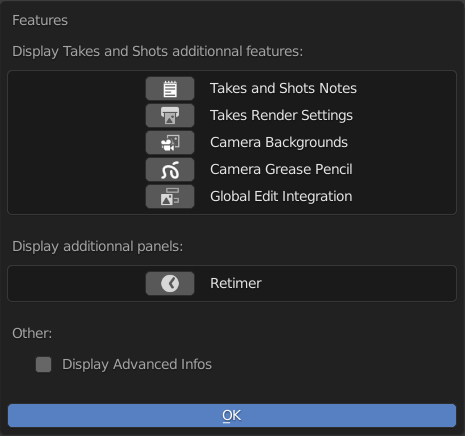 Features
Display Takes and Shots additionnal features:
Takes and Shots Notes
Takes Render Settings
Camera Backgrounds
Camera Grease Pencil
Global Edit Integration
Display additionnal panels:
Retimer
Other:
Display Advanced Infos
OK